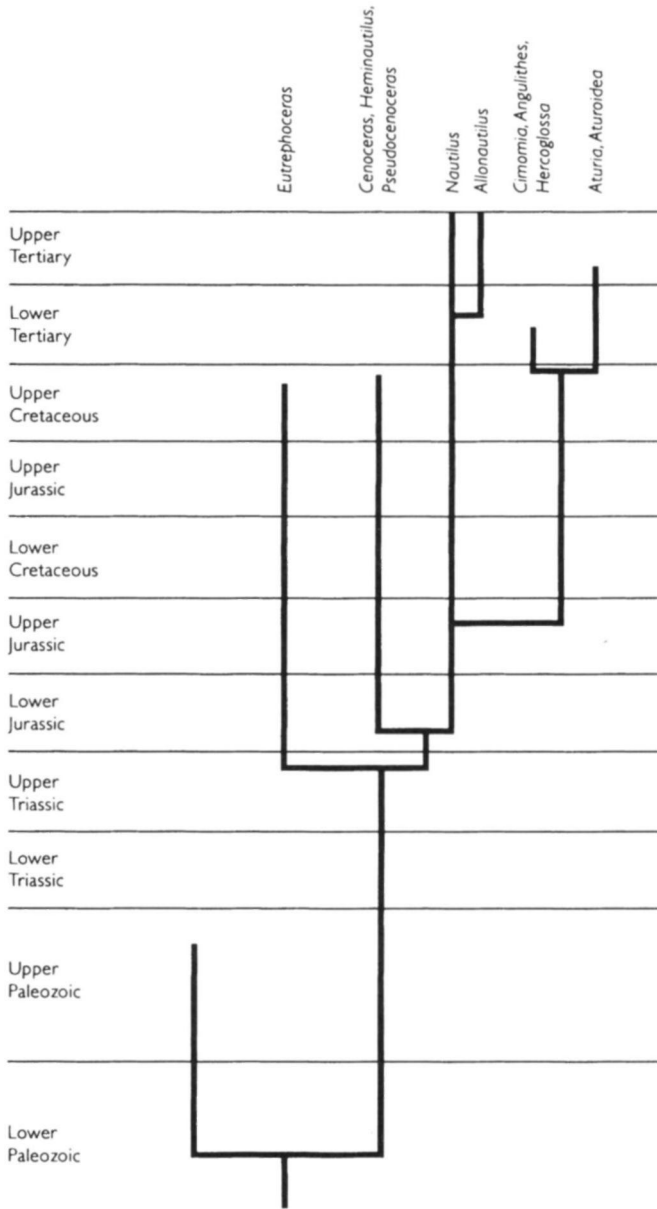 Eutrephoceras
Cenoceras, Heminautilus,
Pseudocenoceras
Nautilus
Allonautilus
Cimomia, Angulithes,
Hercoglossa
Aturia, Aturoidea
Upper
Tertiary
Lower
Tertiary
Upper
Cretaceous
Upper
Jurassic
Lower
Cretaceous
Upper
Jurassic
Lower
Jurassic
Upper
Triassic
Lower
Triassic
Upper
Paleozoic
Lower
Paleozoic